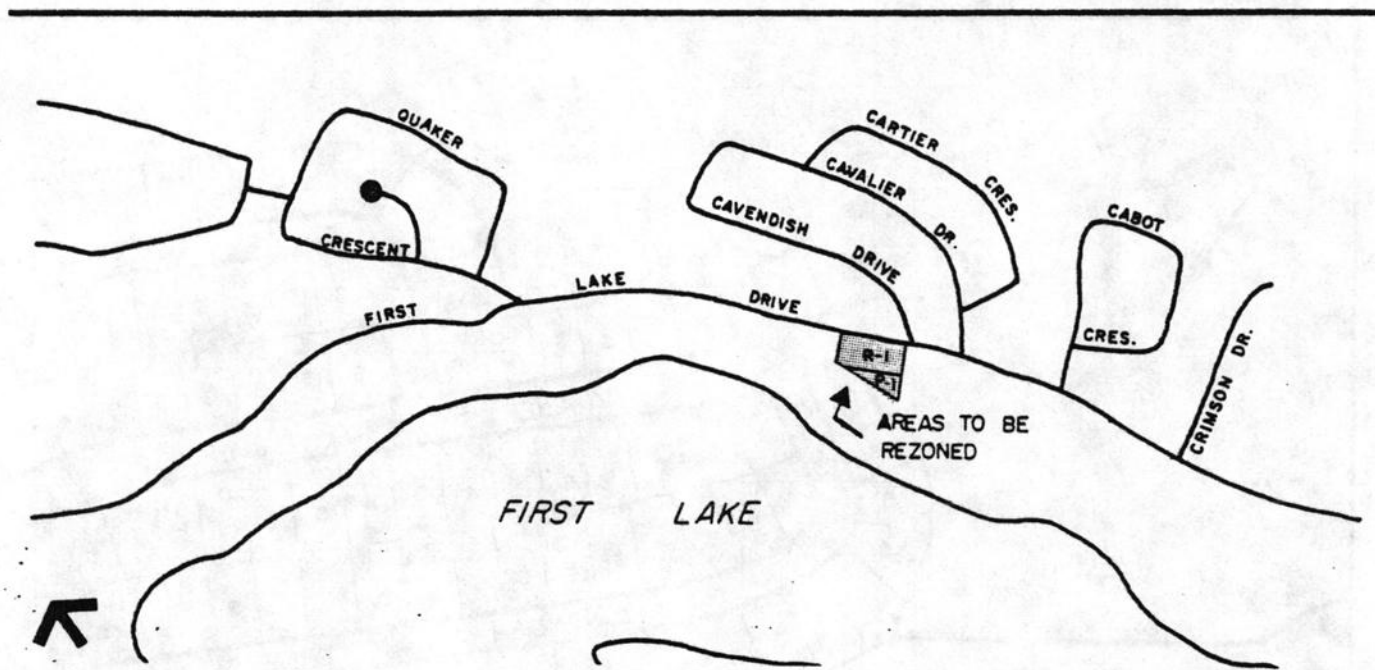 QUAKER
CRESCENT
FIRST LAKE DRIVE
CARTIER CRES.
CAVALIER DR.
CAVENDISH DRIVE
CABOT CRES.
CRIMSON DR.
R-1
P-1
AREAS TO BE
REZONED
FIRST LAKE